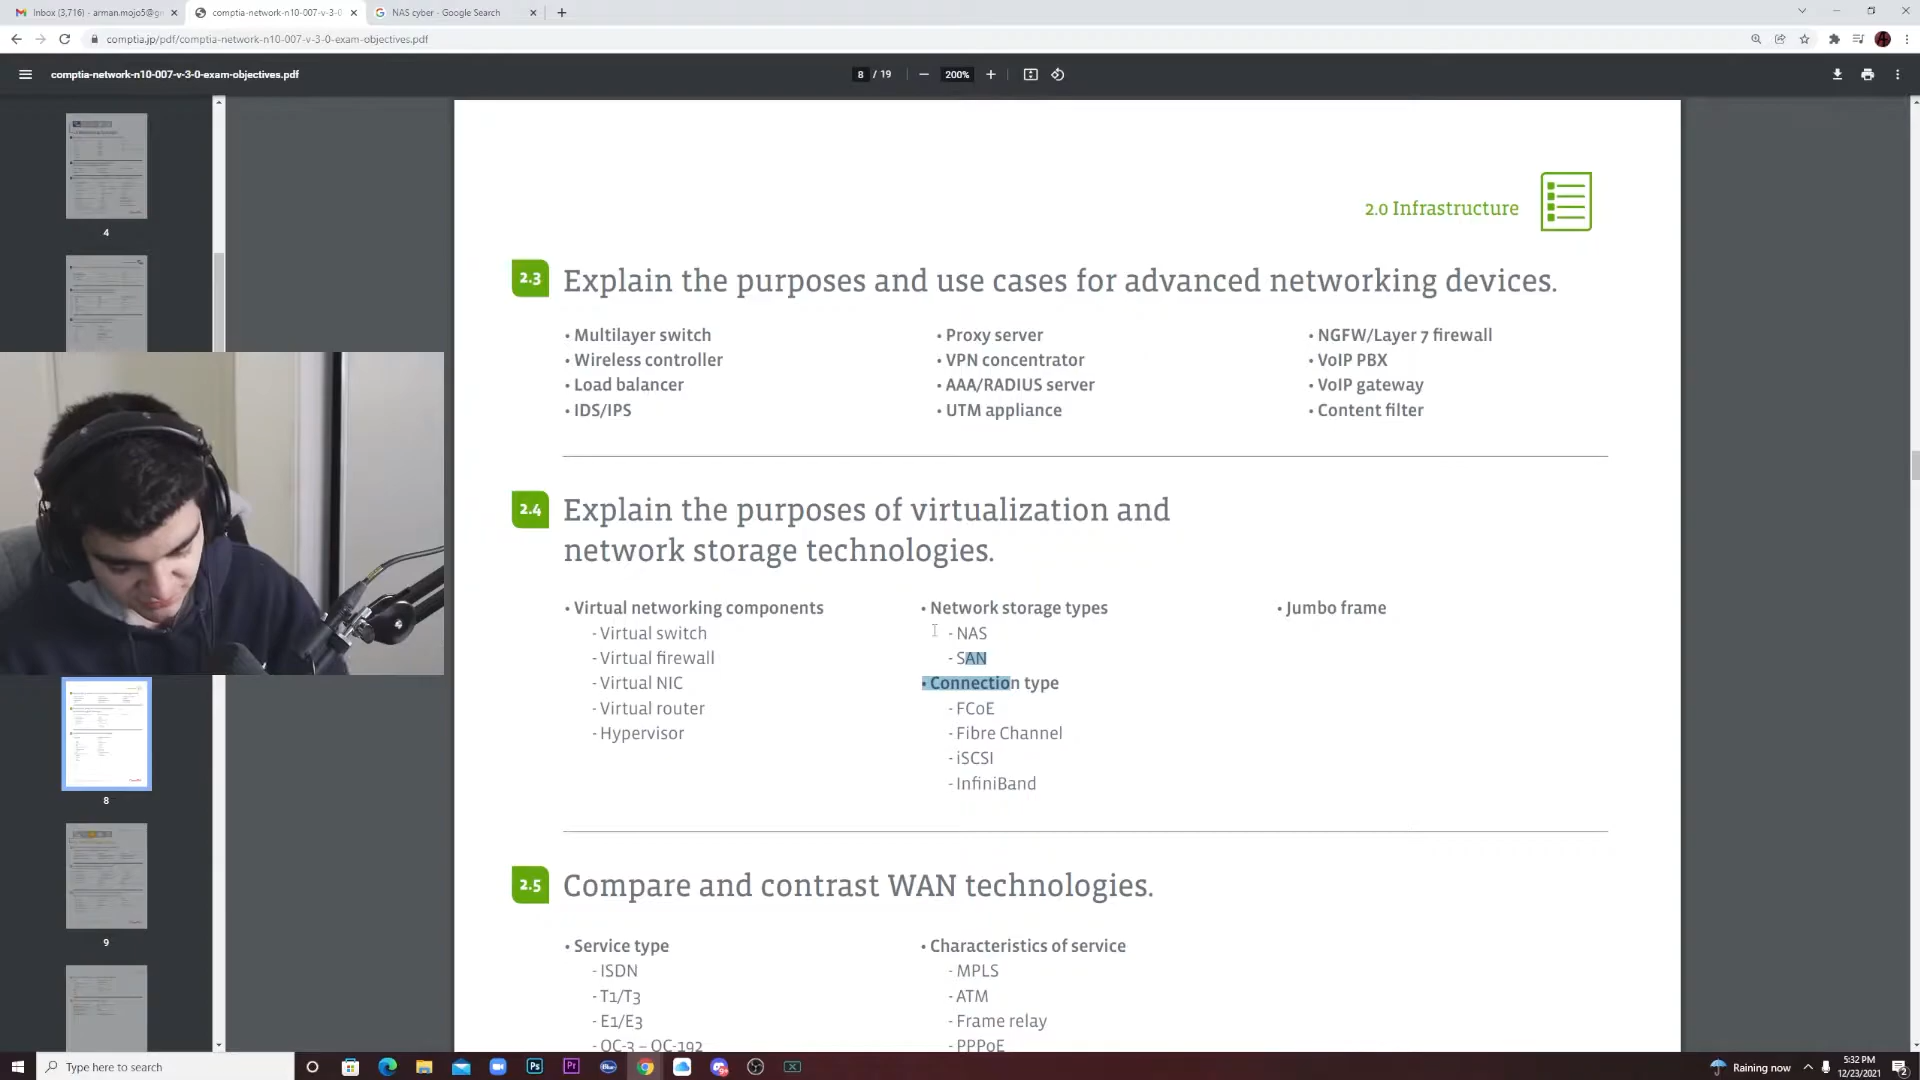 Inbox (3,716) - arman.mojo5@gm
comptia-network-n10-007-v-3-0
NAS cyber - Google Search
comptia.jp/pdf/comptia-network-n10-007-v-3-0-exam-objectives.pdf
comptia-network-n10-007-v-3-0-exam-objectives.pdf
8 / 19
200%
4
8
9
2.0 Infrastructure
2.3 Explain the purposes and use cases for advanced networking devices.
• Multilayer switch
• Wireless controller
• Load balancer
• IDS/IPS
• Proxy server
• VPN concentrator
• AAA/RADIUS server
• UTM appliance
• NGFW/Layer 7 firewall
• VoIP PBX
• VoIP gateway
• Content filter
2.4 Explain the purposes of virtualization and
network storage technologies.
• Virtual networking components
- Virtual switch
- Virtual firewall
- Virtual NIC
- Virtual router
- Hypervisor
• Network storage types
- NAS
- SAN
• Connection type
- FCoE
- Fibre Channel
- iSCSI
- InfiniBand
• Jumbo frame
2.5 Compare and contrast WAN technologies.
• Service type
- ISDN
- T1/T3
- E1/E3
- OC-3 – OC-192
• Characteristics of service
- MPLS
- ATM
- Frame relay
- PPPoE
Type here to search
Ps
Pr
Raining now
5:32 PM
12/23/2021
2